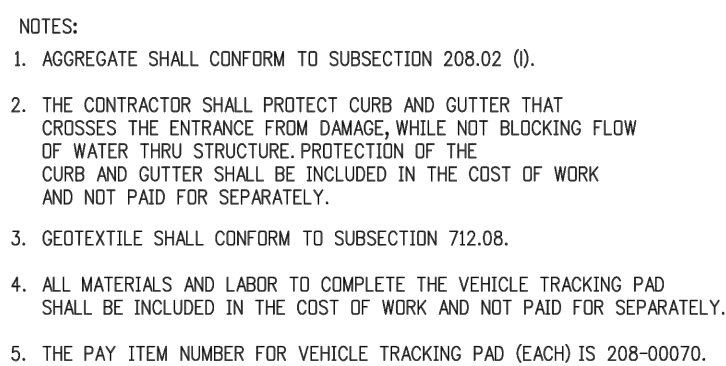 NOTES:
1. AGGREGATE SHALL CONFORM TO SUBSECTION 208.02 (I).
2. THE CONTRACTOR SHALL PROTECT CURB AND GUTTER THAT
CROSSES THE ENTRANCE FROM DAMAGE, WHILE NOT BLOCKING FLOW
OF WATER THRU STRUCTURE. PROTECTION OF THE
CURB AND GUTTER SHALL BE INCLUDED IN THE COST OF WORK
AND NOT PAID FOR SEPARATELY.
3. GEOTEXTILE SHALL CONFORM TO SUBSECTION 712.08.
4. ALL MATERIALS AND LABOR TO COMPLETE THE VEHICLE TRACKING PAD
SHALL BE INCLUDED IN THE COST OF WORK AND NOT PAID FOR SEPARATELY.
5. THE PAY ITEM NUMBER FOR VEHICLE TRACKING PAD (EACH) IS 208-00070.